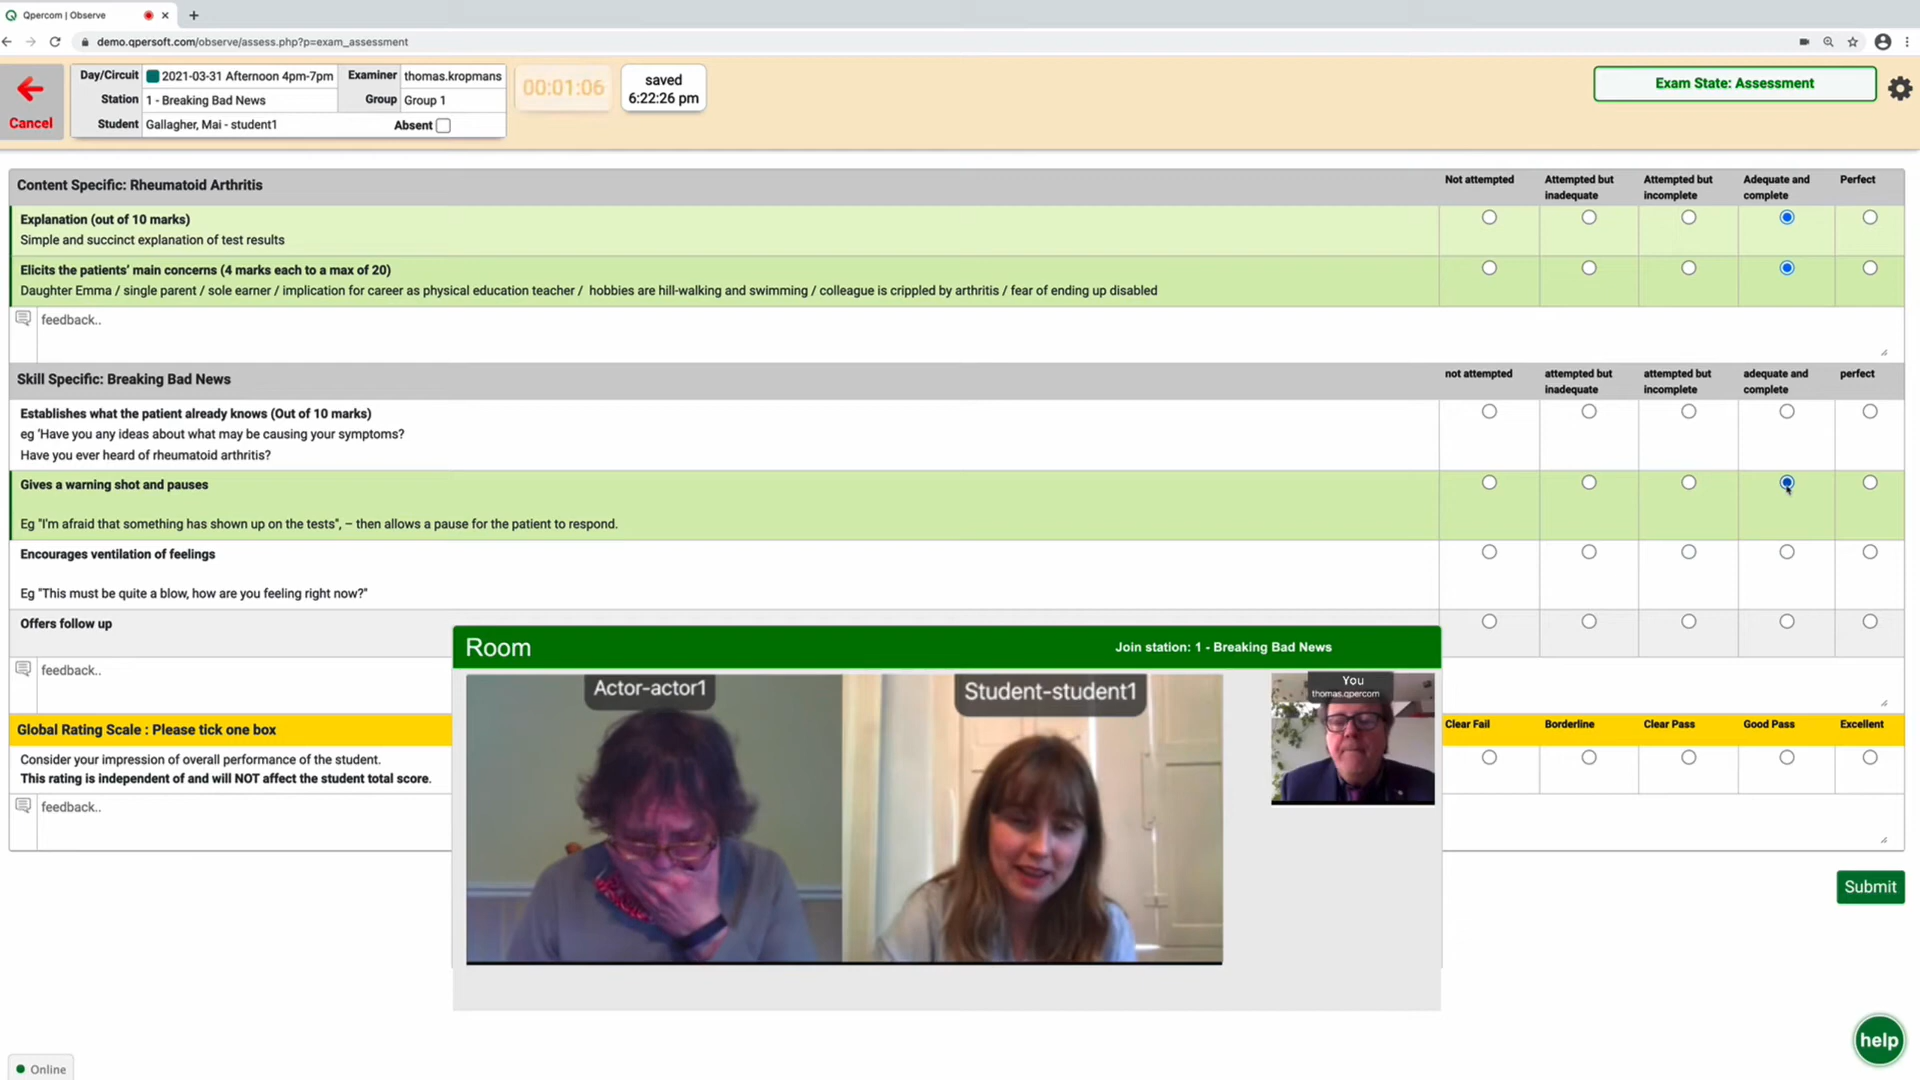 Qpercom | Observe
demo.qpersoft.com/observe/assess.php?p=exam_assessment
Cancel
Day/Circuit 2021-03-31 Afternoon 4pm-7pm Examiner thomas.kropmans
Station 1 - Breaking Bad News Group Group 1
Student Gallagher, Mai - student1 Absent
00:01:06
saved
6:22:26 pm
Exam State: Assessment
Content Specific: Rheumatoid Arthritis
Not attempted
Attempted but
inadequate
Attempted but
incomplete
Adequate and
complete
Perfect
Explanation (out of 10 marks)
Simple and succinct explanation of test results
Elicits the patients' main concerns (4 marks each to a max of 20)
Daughter Emma / single parent / sole earner / implication for career as physical education teacher / hobbies are hill-walking and swimming / colleague is crippled by arthritis / fear of ending up disabled
feedback..
Skill Specific: Breaking Bad News
not attempted
attempted but
inadequate
attempted but
incomplete
adequate and
complete
perfect
Establishes what the patient already knows (Out of 10 marks)
eg 'Have you any ideas about what may be causing your symptoms?
Have you ever heard of rheumatoid arthritis?
Gives a warning shot and pauses
Eg "I'm afraid that something has shown up on the tests", – then allows a pause for the patient to respond.
Encourages ventilation of feelings
Eg "This must be quite a blow, how are you feeling right now?"
Offers follow up
feedback..
Room
Join station: 1 - Breaking Bad News
Actor-actor1
Student-student1
You
thomas.qpercom
Global Rating Scale : Please tick one box
Clear Fail
Borderline
Clear Pass
Good Pass
Excellent
Consider your impression of overall performance of the student.
This rating is independent of and will NOT affect the student total score.
feedback..
Submit
help
Online